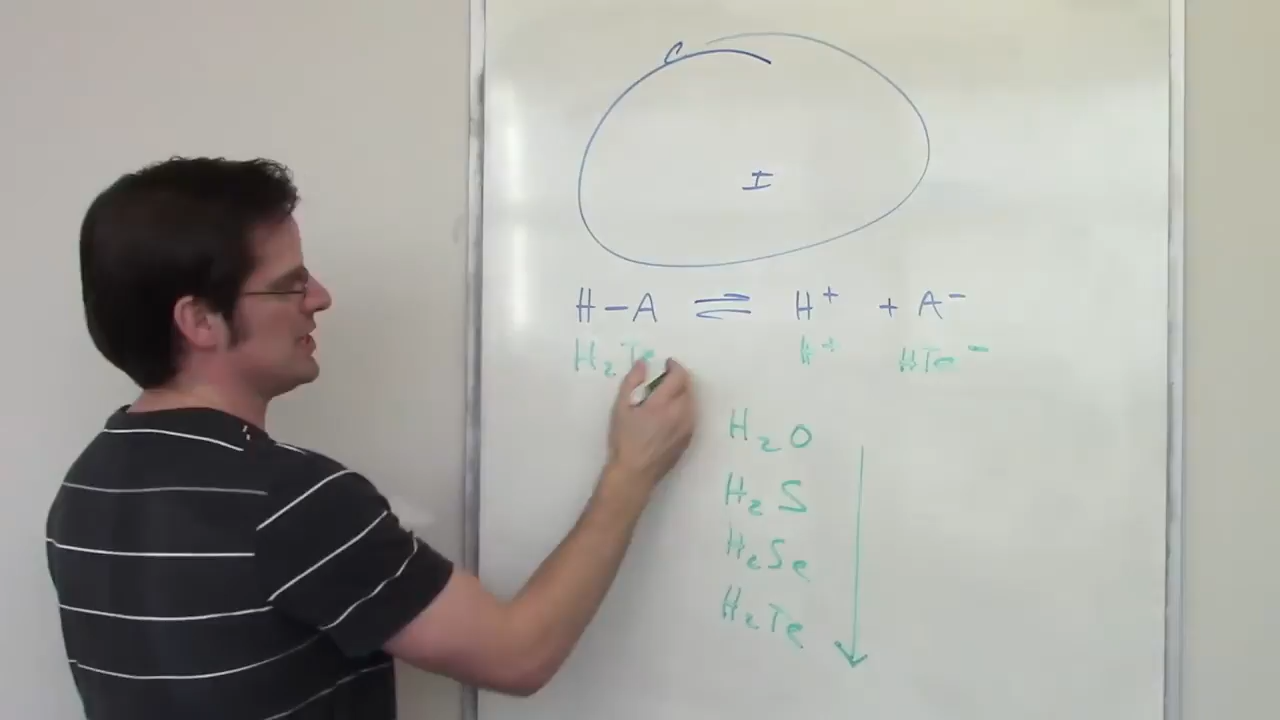 C
I
H-A ⇌ H⁺ + A⁻
H₂Te H⁺ HTe⁻
H₂O
H₂S
H₂Se
H₂Te